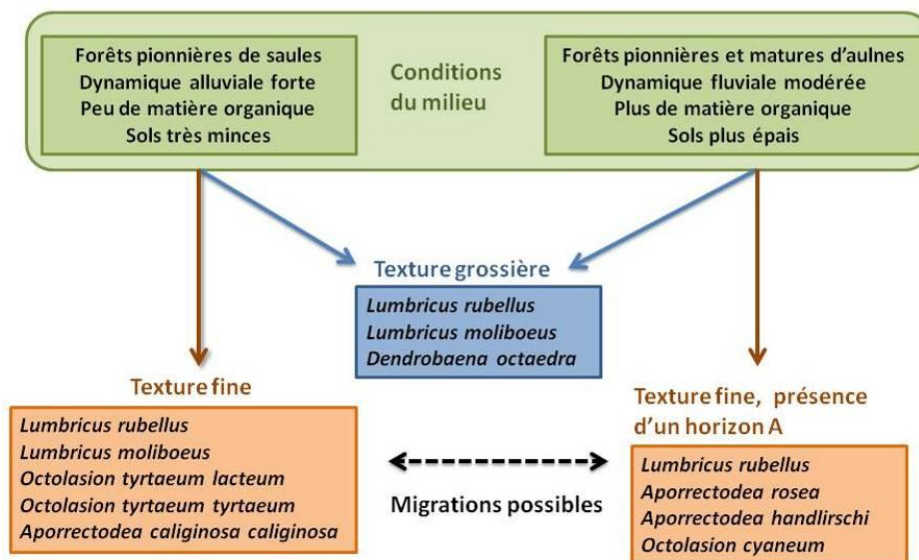 Forêts pionnières de saules
Dynamique alluviale forte
Peu de matière organique
Sols très minces
Conditions
du milieu
Forêts pionnières et matures d'aulnes
Dynamique fluviale modérée
Plus de matière organique
Sols plus épais
Texture grossière
Lumbricus rubellus
Lumbricus moliboeus
Dendrobaena octaedra
Texture fine
Lumbricus rubellus
Lumbricus moliboeus
Octolasion tyrtaeum lacteum
Octolasion tyrtaeum tyrtaeum
Aporrectodea caliginosa caliginosa
Migrations possibles
Texture fine, présence
d'un horizon A
Lumbricus rubellus
Aporrectodea rosea
Aporrectodea handlirschi
Octolasion cyaneum